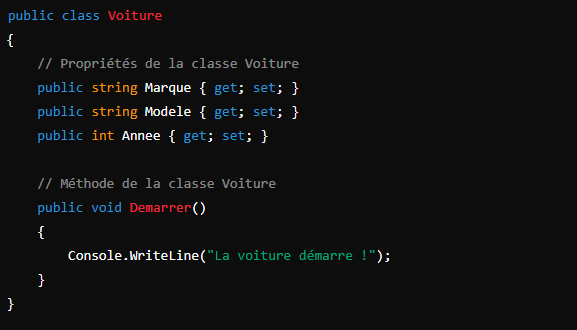 public class Voiture
{
    // Propriétés de la classe Voiture
    public string Marque { get; set; }
    public string Modele { get; set; }
    public int Annee { get; set; }

    // Méthode de la classe Voiture
    public void Demarrer()
    {
        Console.WriteLine("La voiture démarre !");
    }
}